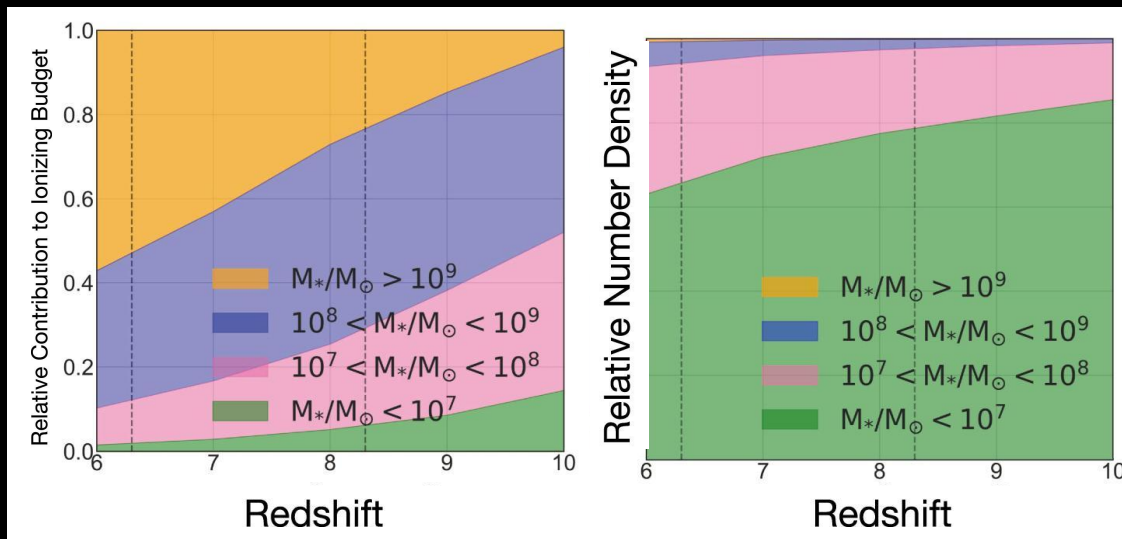 Relative Contribution to Ionizing Budget
1.0
0.8
0.6
0.4
0.2
0.0
M*/M⊙ > 10⁹
10⁸ < M*/M⊙ < 10⁹
10⁷ < M*/M⊙ < 10⁸
M*/M⊙ < 10⁷
6 7 8 9 10
Redshift
Relative Number Density
M*/M⊙ > 10⁹
10⁸ < M*/M⊙ < 10⁹
10⁷ < M*/M⊙ < 10⁸
M*/M⊙ < 10⁷
6 7 8 9 10
Redshift